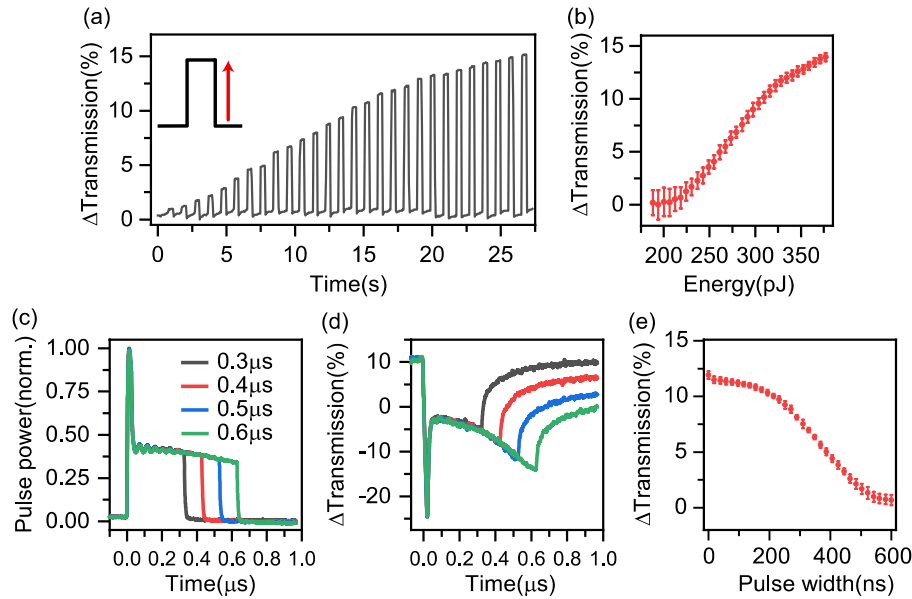 (a)
ΔTransmission(%)
15
10
5
0
0 5 10 15 20 25
Time(s)
(b)
ΔTransmission(%)
15
10
5
0
200 250 300 350
Energy(pJ)
(c)
Pulse power(norm.)
1.00
0.75
0.50
0.25
0.00
0.3μs
0.4μs
0.5μs
0.6μs
0.0 0.2 0.4 0.6 0.8 1.0
Time(μs)
(d)
ΔTransmission(%)
10
0
-10
-20
0.0 0.2 0.4 0.6 0.8 1.0
Time(μs)
(e)
ΔTransmission(%)
15
10
5
0
0 200 400 600
Pulse width(ns)